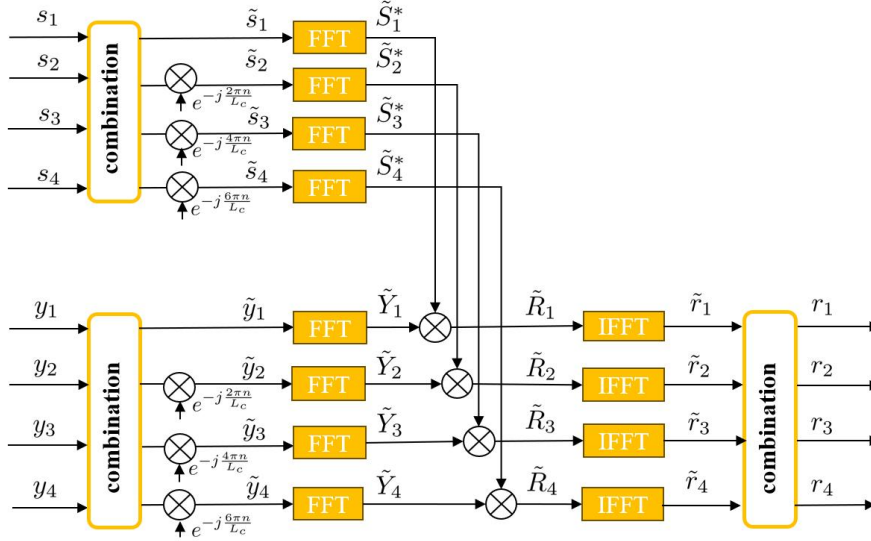 s₁ s̃₁ FFT S̃₁*
s₂ s̃₂ FFT S̃₂*
e^{-j 2πn/L_c}
s₃ s̃₃ FFT S̃₃*
e^{-j 4πn/L_c}
s₄ s̃₄ FFT S̃₄*
e^{-j 6πn/L_c}
combination
y₁ ỹ₁ FFT Ỹ₁ R̃₁ IFFT r̃₁ r₁
y₂ ỹ₂ FFT Ỹ₂ R̃₂ IFFT r̃₂ r₂
e^{-j 2πn/L_c}
y₃ ỹ₃ FFT Ỹ₃ R̃₃ IFFT r̃₃ r₃
e^{-j 4πn/L_c}
y₄ ỹ₄ FFT Ỹ₄ R̃₄ IFFT r̃₄ r₄
e^{-j 6πn/L_c}
combination
combination